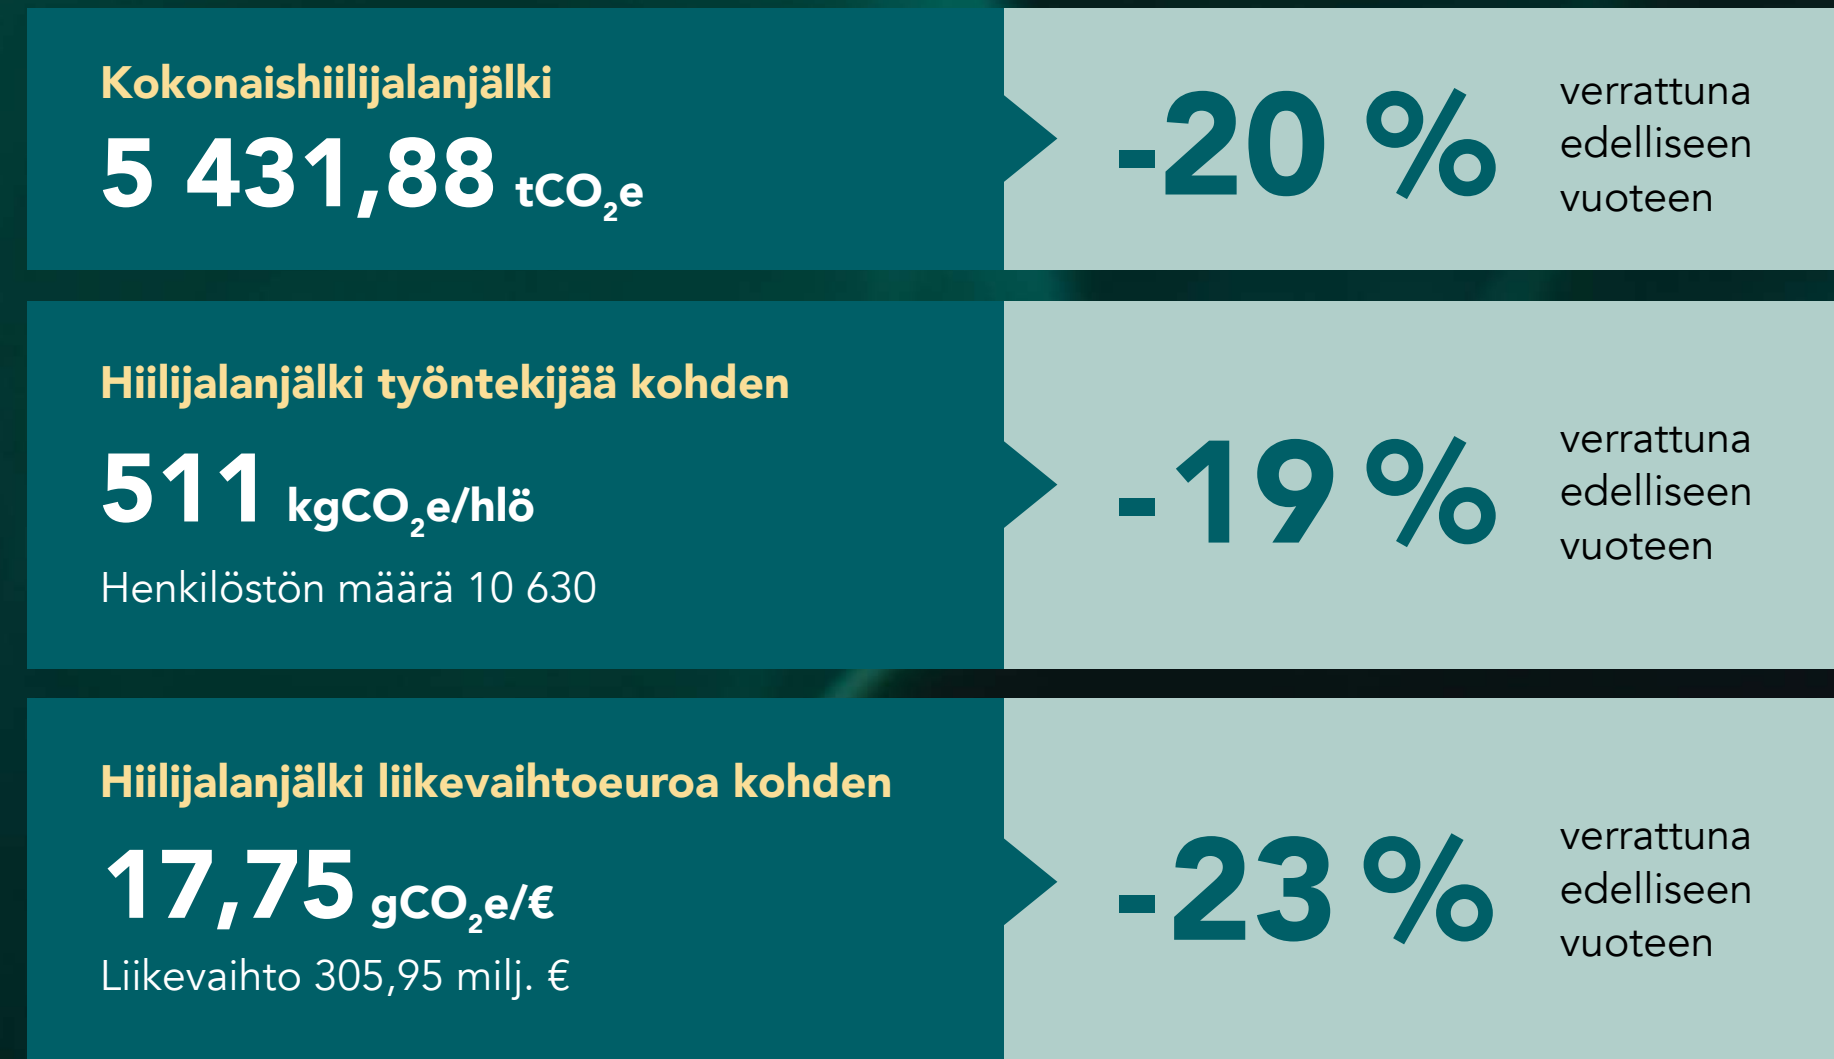 Kokonaishiilijalanjälki
5 431,88 tCO₂e
-20 %
verrattuna
edelliseen
vuoteen
Hiilijalanjälki työntekijää kohden
511 kgCO₂e/hlö
Henkilöstön määrä 10 630
-19 %
verrattuna
edelliseen
vuoteen
Hiilijalanjälki liikevaihtoeuroa kohden
17,75 gCO₂e/€
Liikevaihto 305,95 milj. €
-23 %
verrattuna
edelliseen
vuoteen